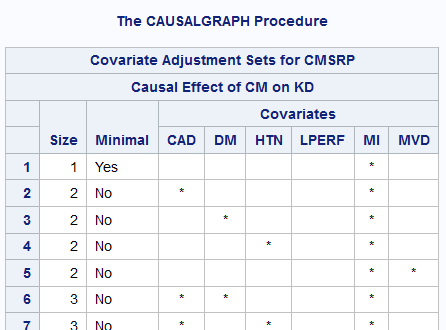 The CAUSALGRAPH Procedure
Covariate Adjustment Sets for CMSRP
Causal Effect of CM on KD
Covariates
Size Minimal CAD DM HTN LPERF MI MVD
1 1 Yes *
2 2 No * *
3 2 No * *
4 2 No * *
5 2 No * *
6 3 No * * *
7 3 No * * *